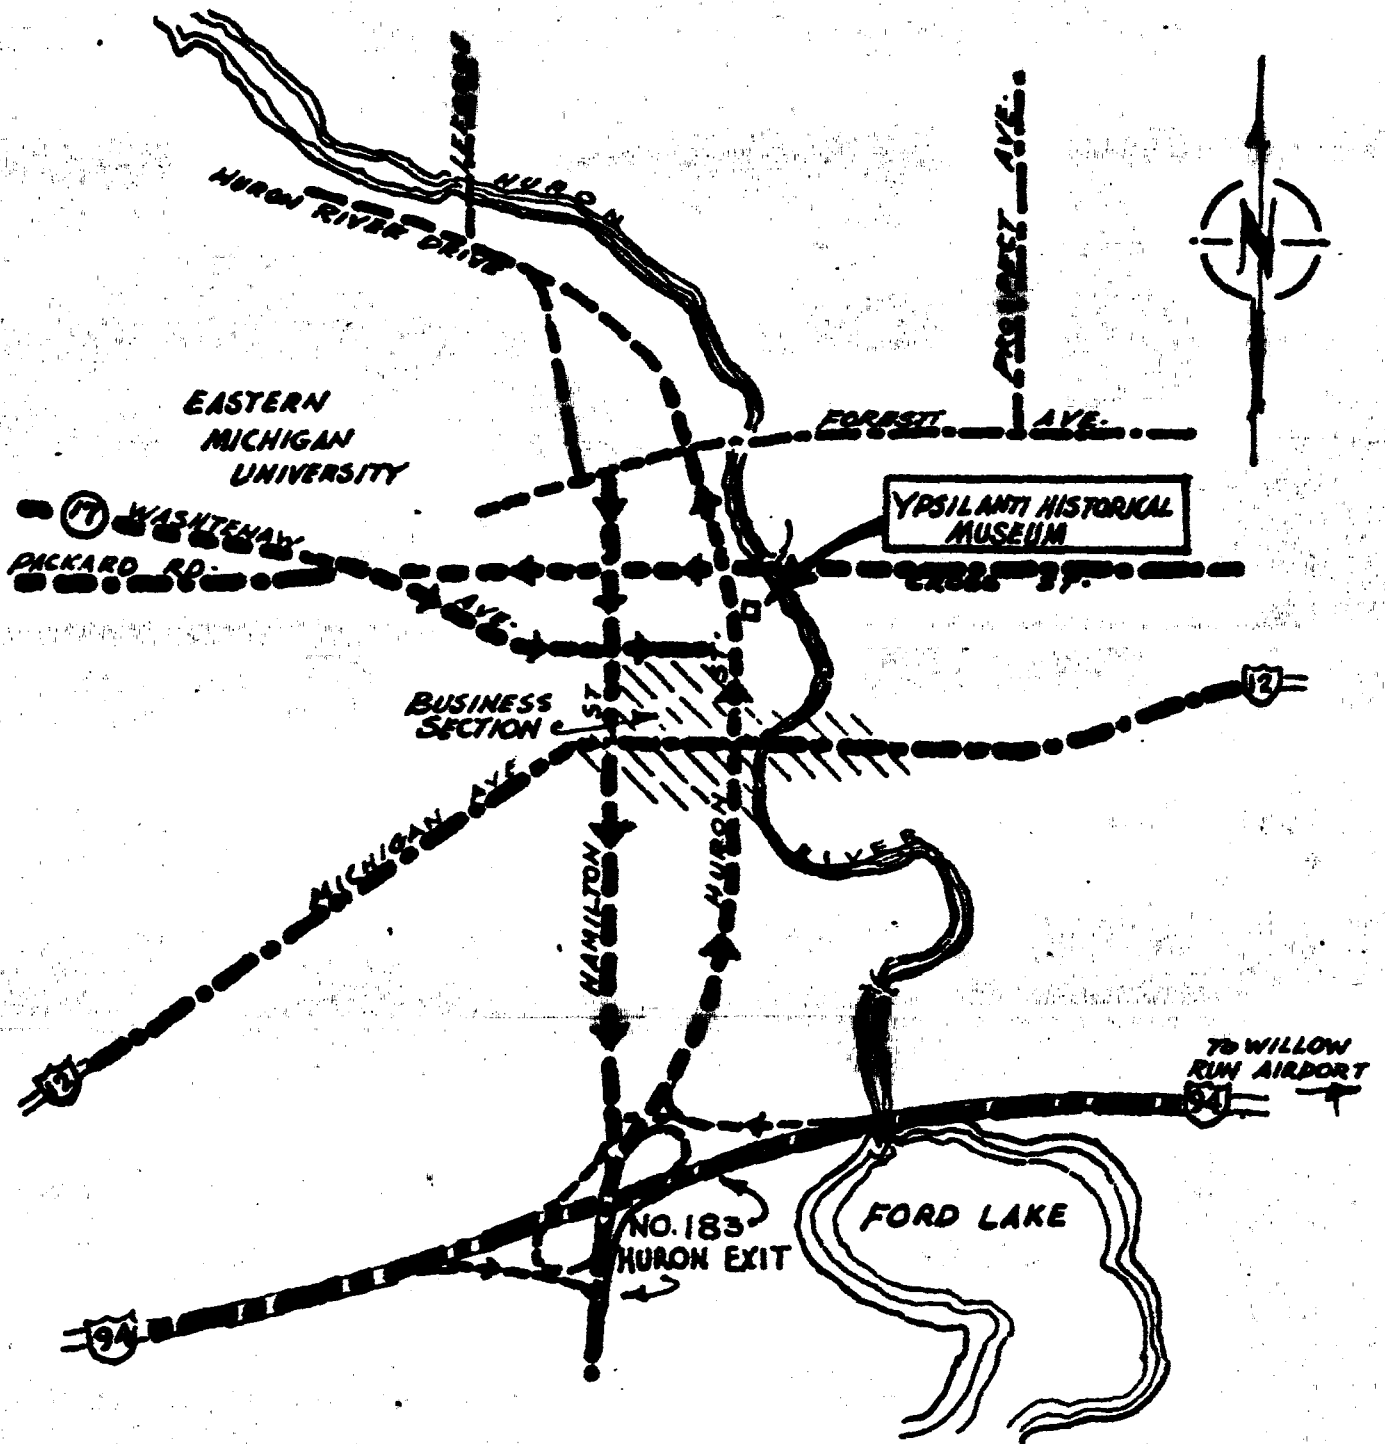 HURON
HURON RIVER DRIVE
PROSPECT AVE.
N
EASTERN
MICHIGAN
UNIVERSITY
FOREST AVE.
YPSILANTI HISTORICAL
MUSEUM
17 WASHTENAW AVE.
PACKARD RD.
CROSS ST.
12
BUSINESS
SECTION
MICHIGAN AVE
HAMILTON ST
HURON ST.
RIVER
12
TO WILLOW
RUN AIRPORT
94
FORD LAKE
NO. 183
HURON EXIT
94